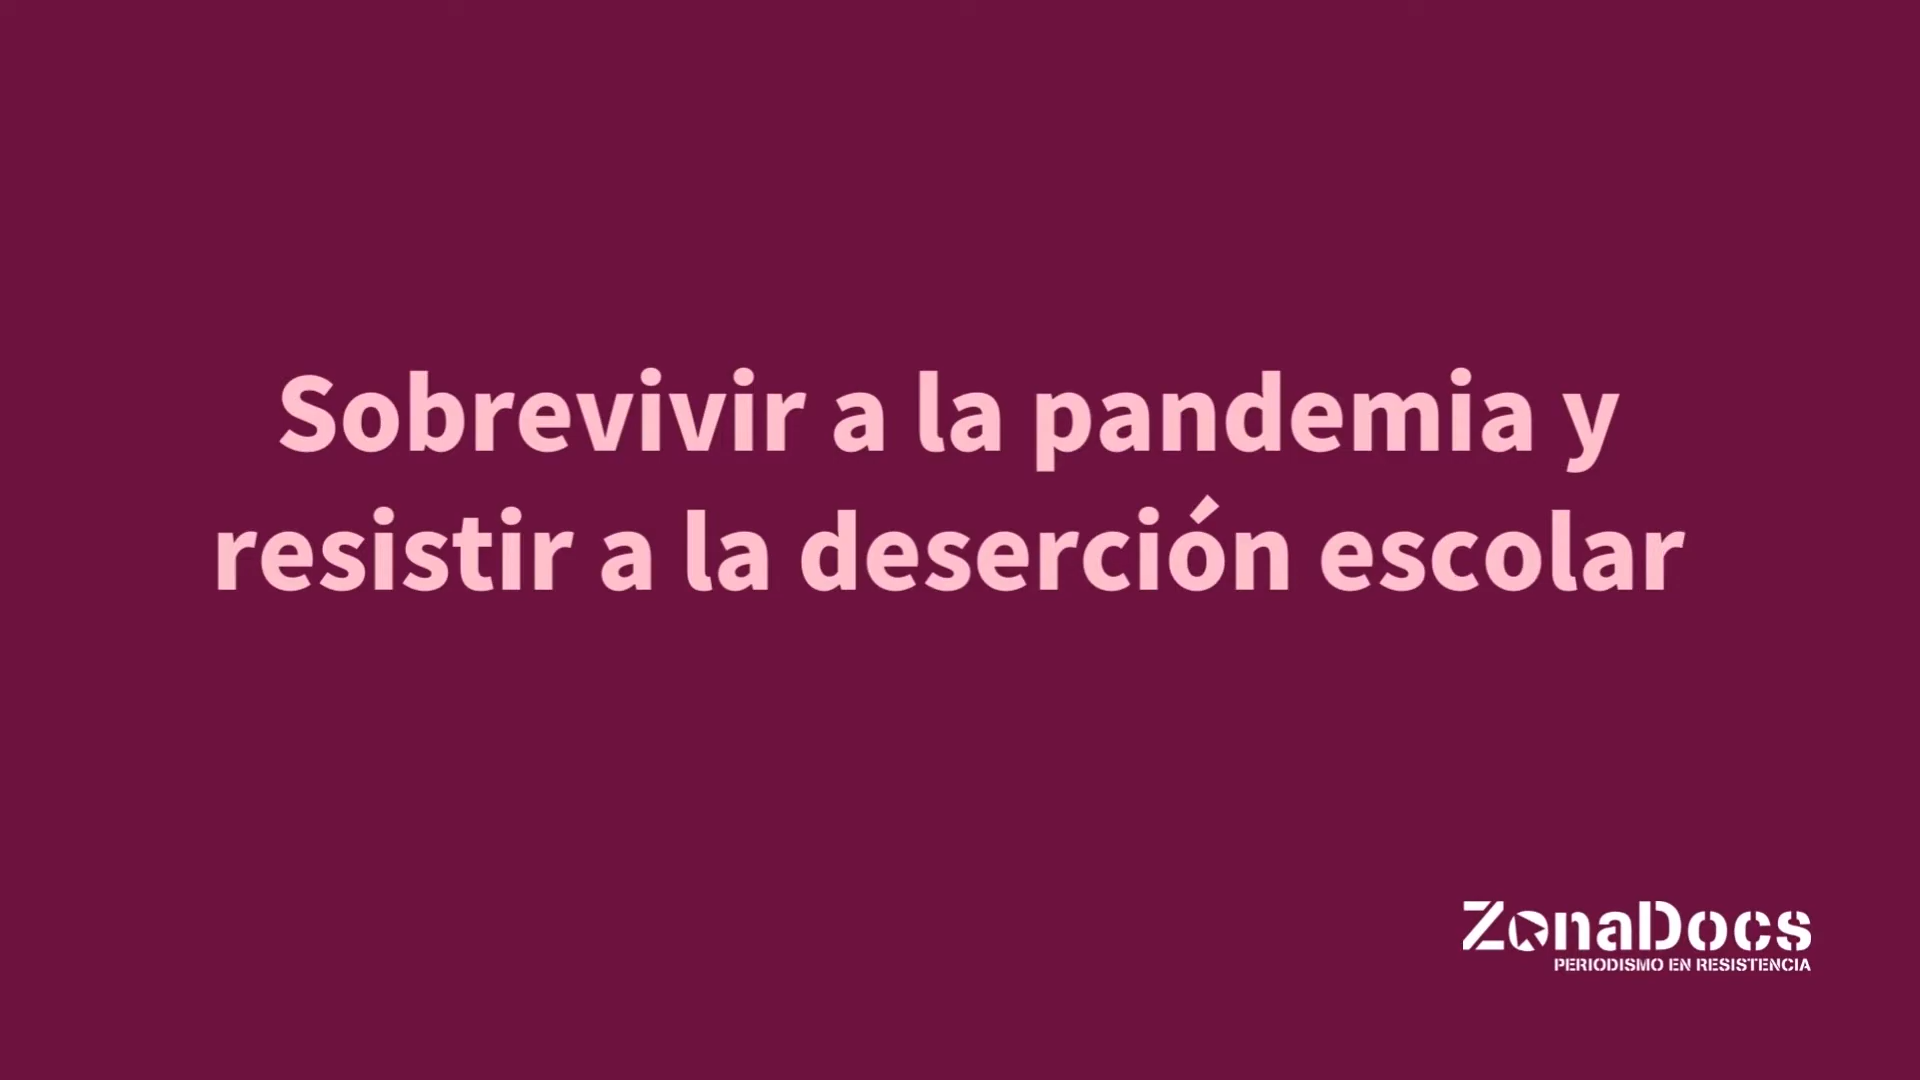 Sobrevivir a la pandemia y
resistir a la deserción escolar
ZonaDocs
PERIODISMO EN RESISTENCIA